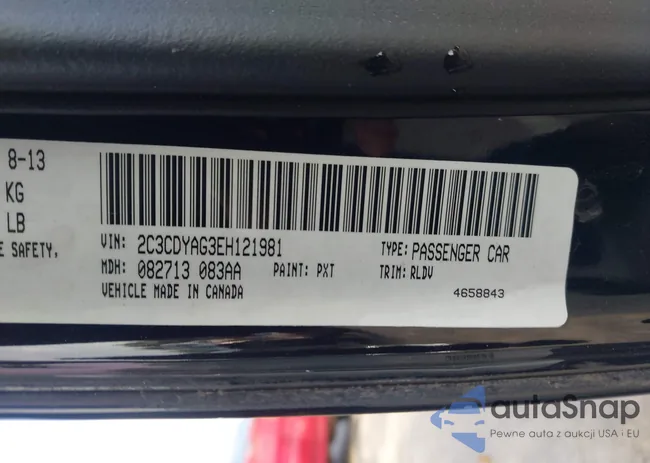 8-13
KG
LB
E SAFETY,
VIN: 2C3CDYAG3EH121981
TYPE: PASSENGER CAR
MDH: 082713 083AA
PAINT: PXT
TRIM: RLDV
VEHICLE MADE IN CANADA
4658843
autoSnap
Pewne auta z aukcji USA i EU